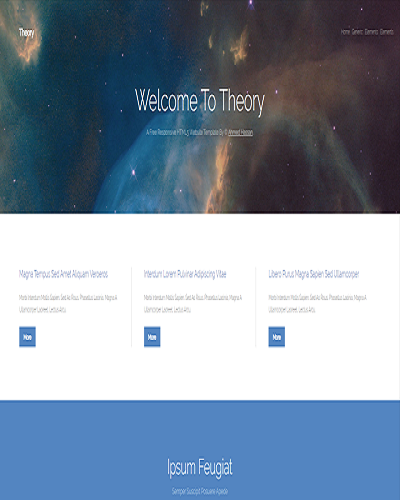 Theory
Home Generic Elements Elements
Welcome To Theory
A Free Responsive HTML5 Website Template By ©
Magna Tempus Sed Amet Aliquam Veroeros
Interdum Lorem Pulvinar Adipiscing Vitae
Libero Purus Magna Sapien Sed Ullamcorper
Morbi Interdum Mollis Sapien. Sed Ac Risus. Phasellus Lacinia, Magna A
Ullamcorper Laoreet, Lectus Arcu.
Morbi Interdum Mollis Sapien. Sed Ac Risus. Phasellus Lacinia, Magna A
Ullamcorper Laoreet, Lectus Arcu.
Morbi Interdum Mollis Sapien. Sed Ac Risus. Phasellus Lacinia, Magna A
Ullamcorper Laoreet, Lectus Arcu.
More
More
More
Ipsum Feugiat
Semper Suscipit Posuere Apede